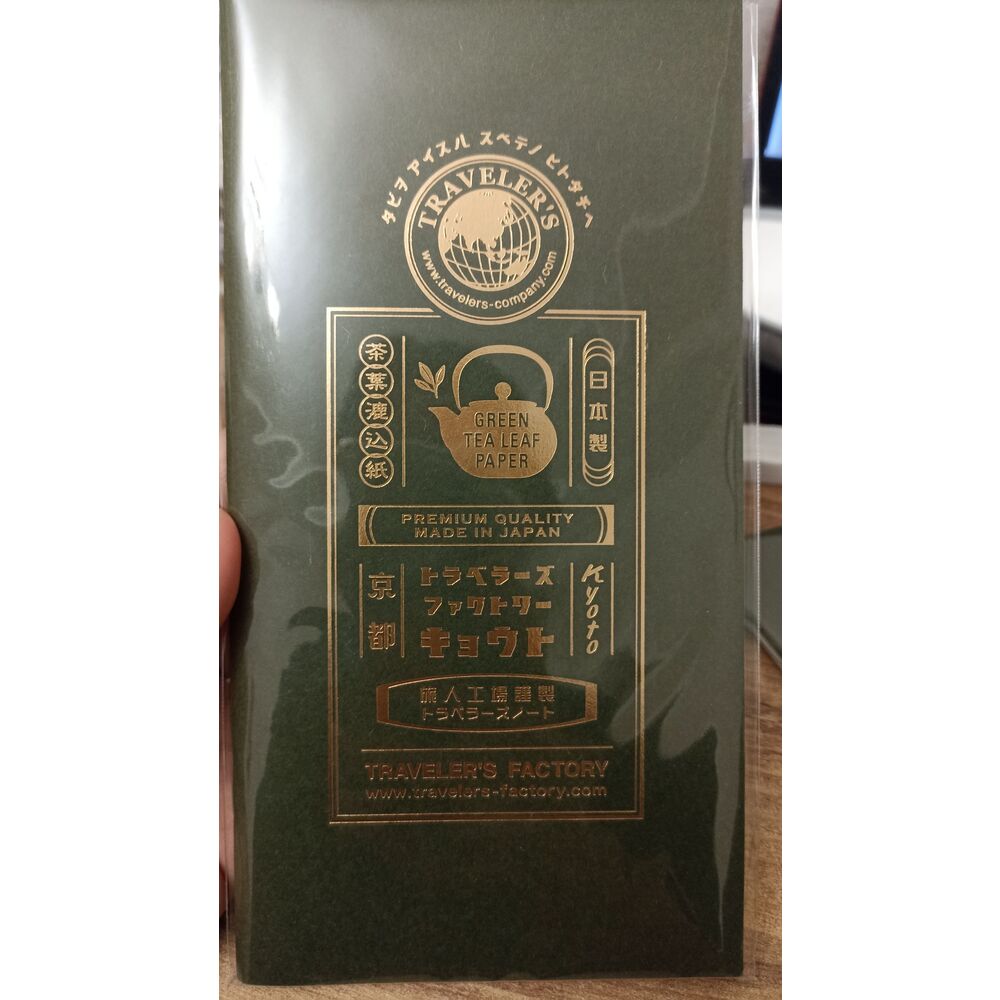 タビヲ アイスル スベテノ ヒトタチヘ
TRAVELER'S
www.travelers-company.com
茶葉漉込紙
GREEN
TEA LEAF
PAPER
日本製
PREMIUM QUALITY
MADE IN JAPAN
京都
トラベラーズ
ファクトリー
キョウト
Kyoto
旅人工場謹製
トラベラーズノート
TRAVELER'S FACTORY
www.travelers-factory.com